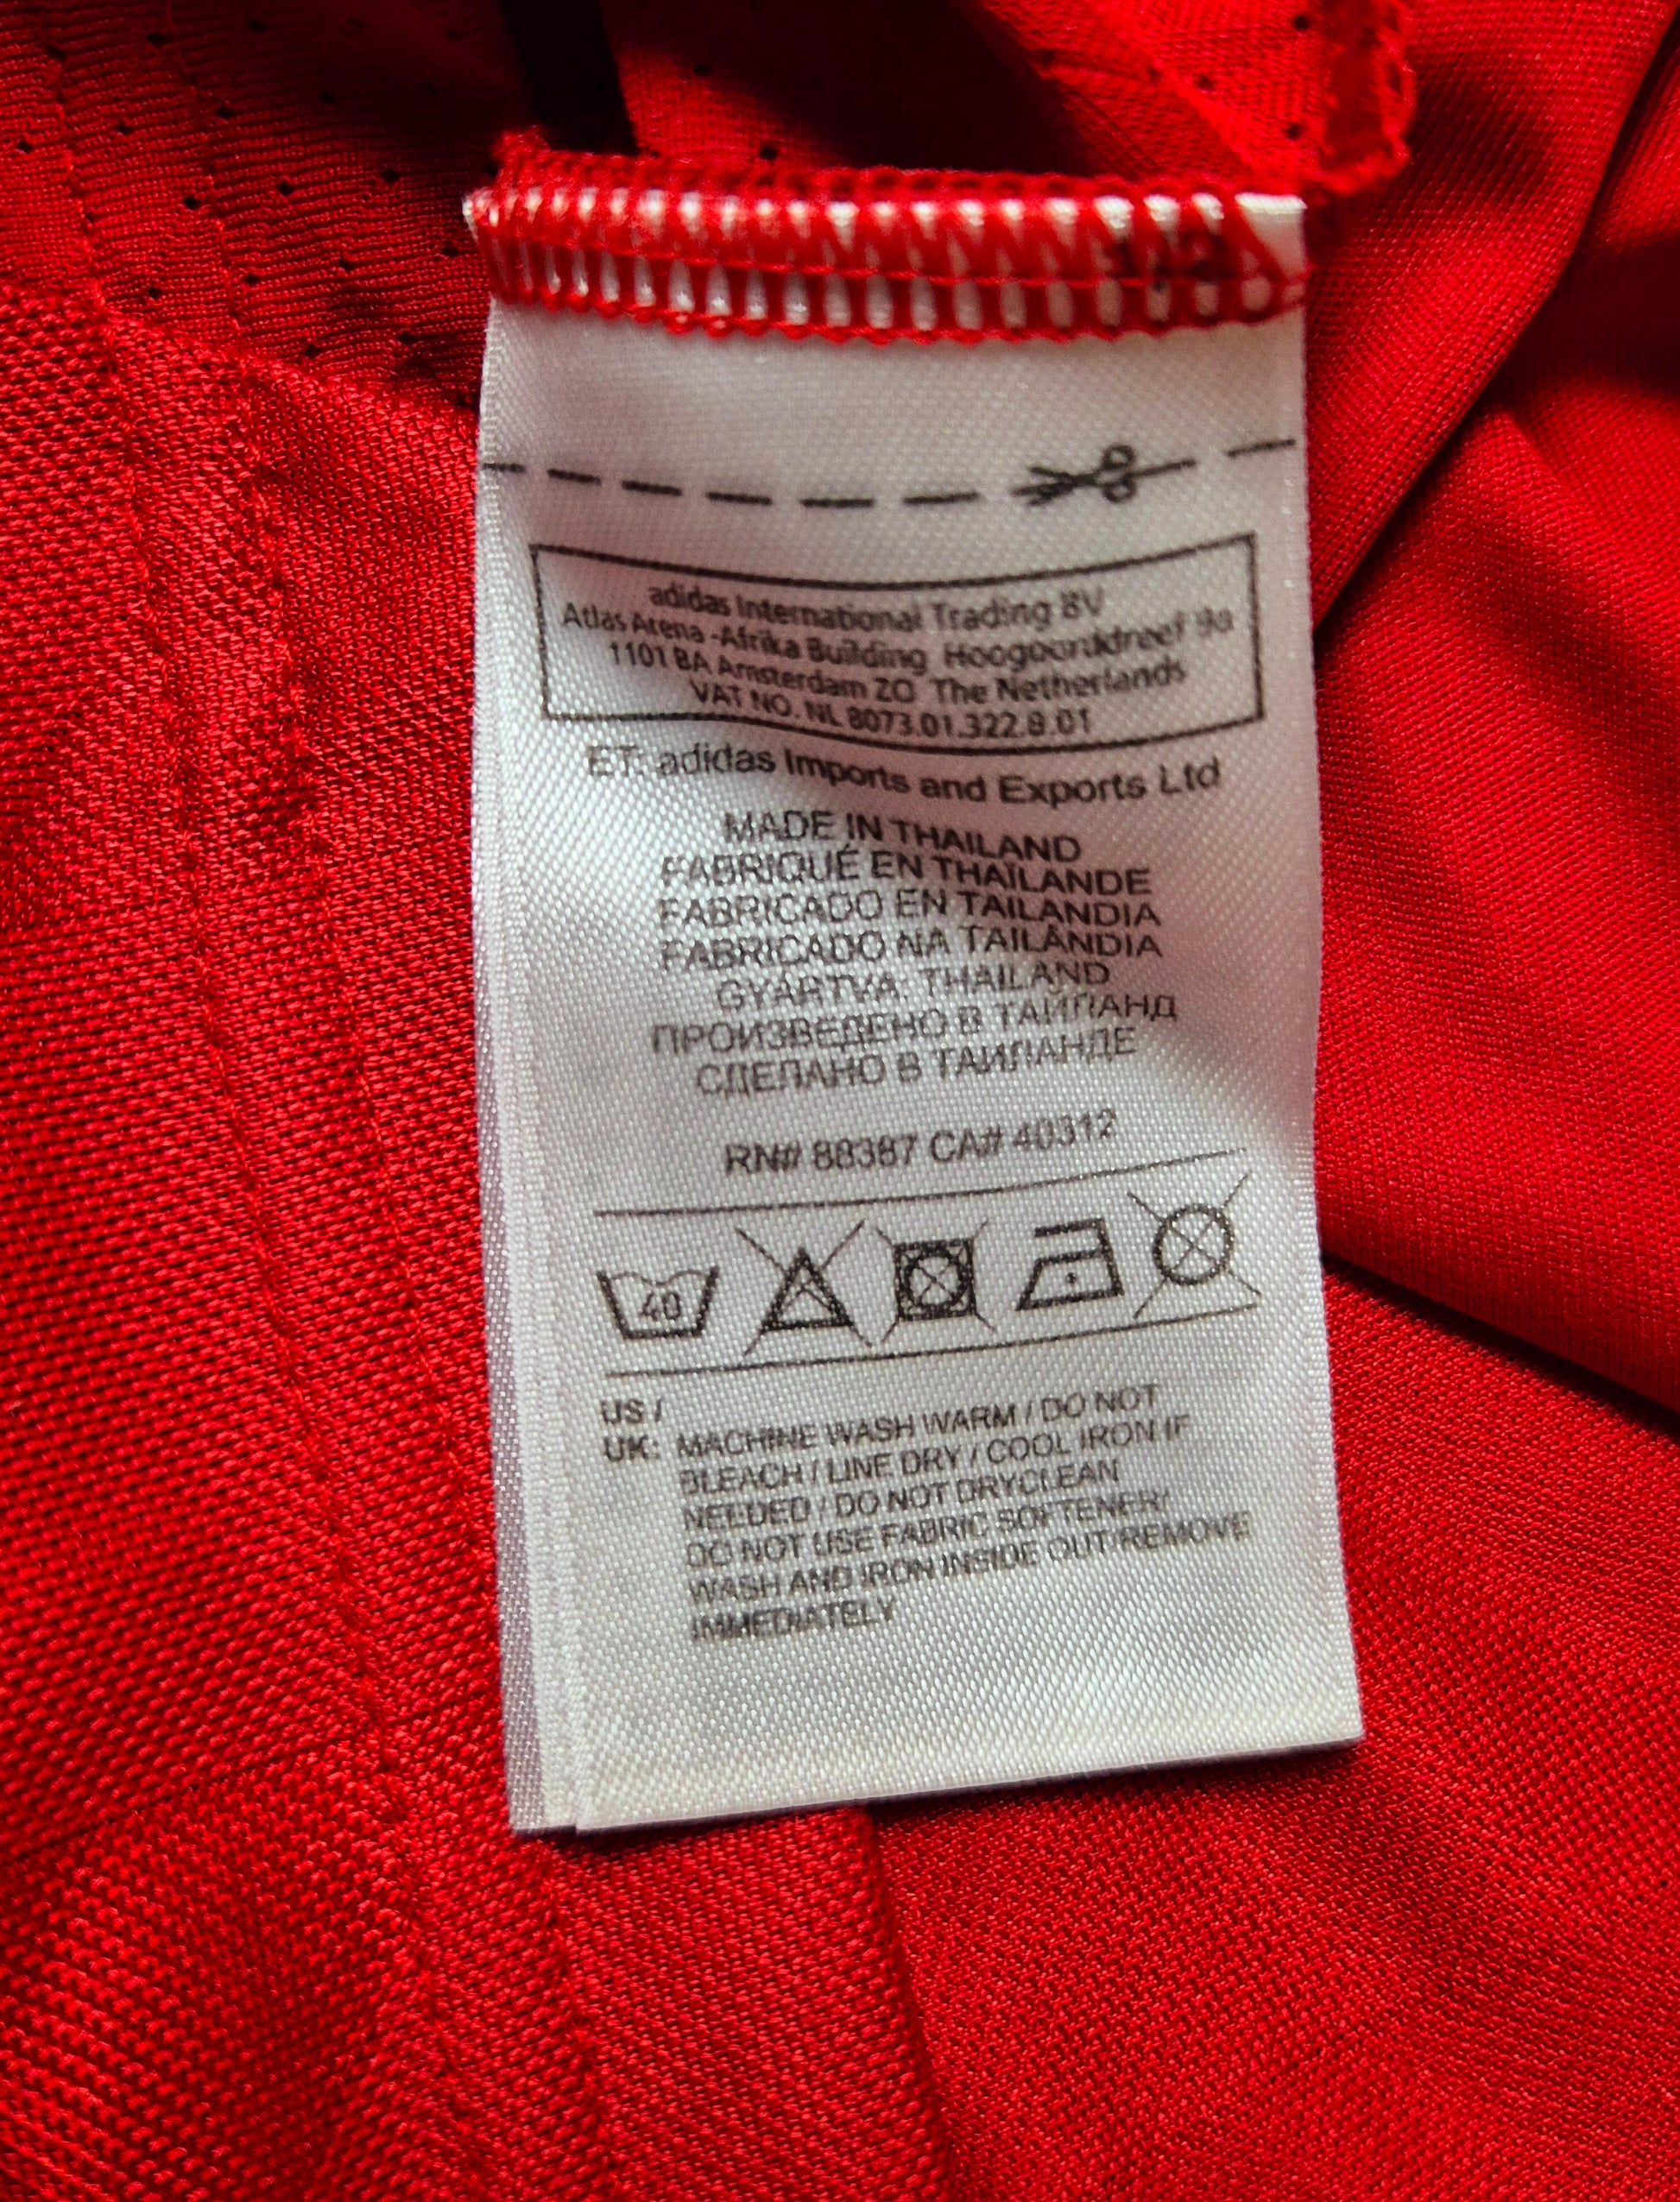 adidas International Trading BV
Atlas Arena -Afrika Building Hoogoorddreef 9a
1101 BA Amsterdam ZO The Netherlands
VAT NO. NL 8073.01.322.B.01
ET: adidas Imports and Exports Ltd
MADE IN THAILAND
FABRIQUÉ EN THAÏLANDE
FABRICADO EN TAILANDIA
FABRICADO NA TAILÂNDIA
GYÁRTVA: THAILAND
ПРОИЗВЕДЕНО В ТАЙЛАНД
СДЕЛАНО В ТАИЛАНДЕ
RN# 88387 CA# 40312
40
US /
UK: MACHINE WASH WARM / DO NOT
BLEACH / LINE DRY / COOL IRON IF
NEEDED / DO NOT DRYCLEAN
DO NOT USE FABRIC SOFTENER/
WASH AND IRON INSIDE OUT/REMOVE
IMMEDIATELY